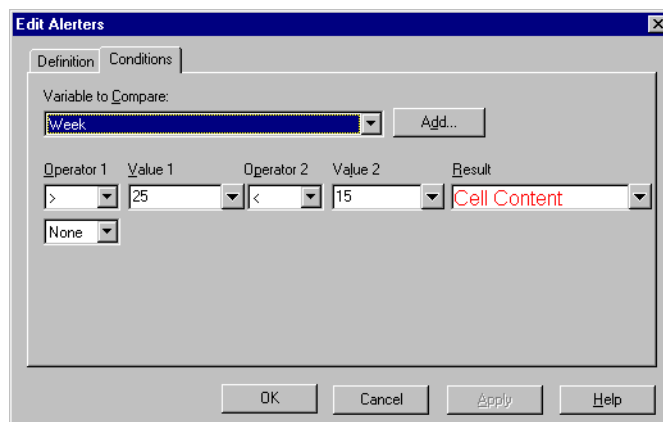 Edit Alerters
Definition Conditions
Variable to Compare:
Week Add...
Operator 1 Value 1 Operator 2 Value 2 Result
> 25 < 15 Cell Content
None
OK Cancel Apply Help